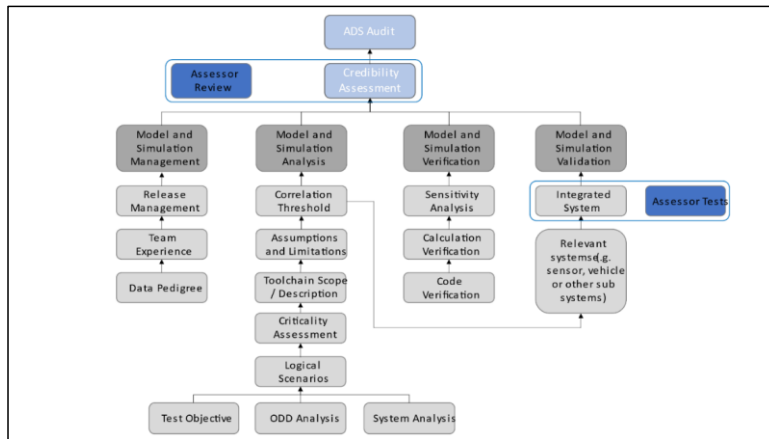 ADS Audit
Assessor
Review
Credibility
Assessment
Model and
Simulation
Management
Model and
Simulation
Analysis
Model and
Simulation
Verification
Model and
Simulation
Validation
Release
Management
Correlation
Threshold
Sensitivity
Analysis
Integrated
System
Assessor Tests
Team
Experience
Assumptions
and Limitations
Calculation
Verification
Relevant
systemse(.g.
sensor, vehicle
or other sub
systems)
Data Pedigree
Toolchain Scope
/ Description
Code
Verification
Criticality
Assessment
Logical
Scenarios
Test Objective
ODD Analysis
System Analysis